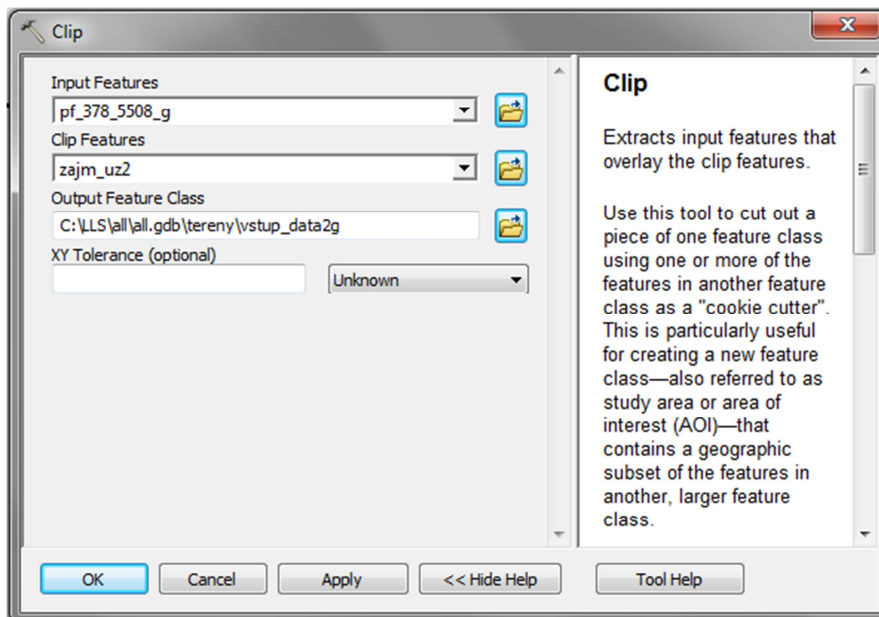 Clip
Input Features
pf_378_5508_g
Clip Features
zajm_uz2
Output Feature Class
C:\LLS\all\all.gdb\tereny\vstup_data2g
XY Tolerance (optional)
Unknown
OK
Cancel
Apply
<< Hide Help
Clip
Extracts input features that
overlay the clip features.
Use this tool to cut out a
piece of one feature class
using one or more of the
features in another feature
class as a "cookie cutter".
This is particularly useful
for creating a new feature
class—also referred to as
study area or area of
interest (AOI)—that
contains a geographic
subset of the features in
another, larger feature
class.
Tool Help